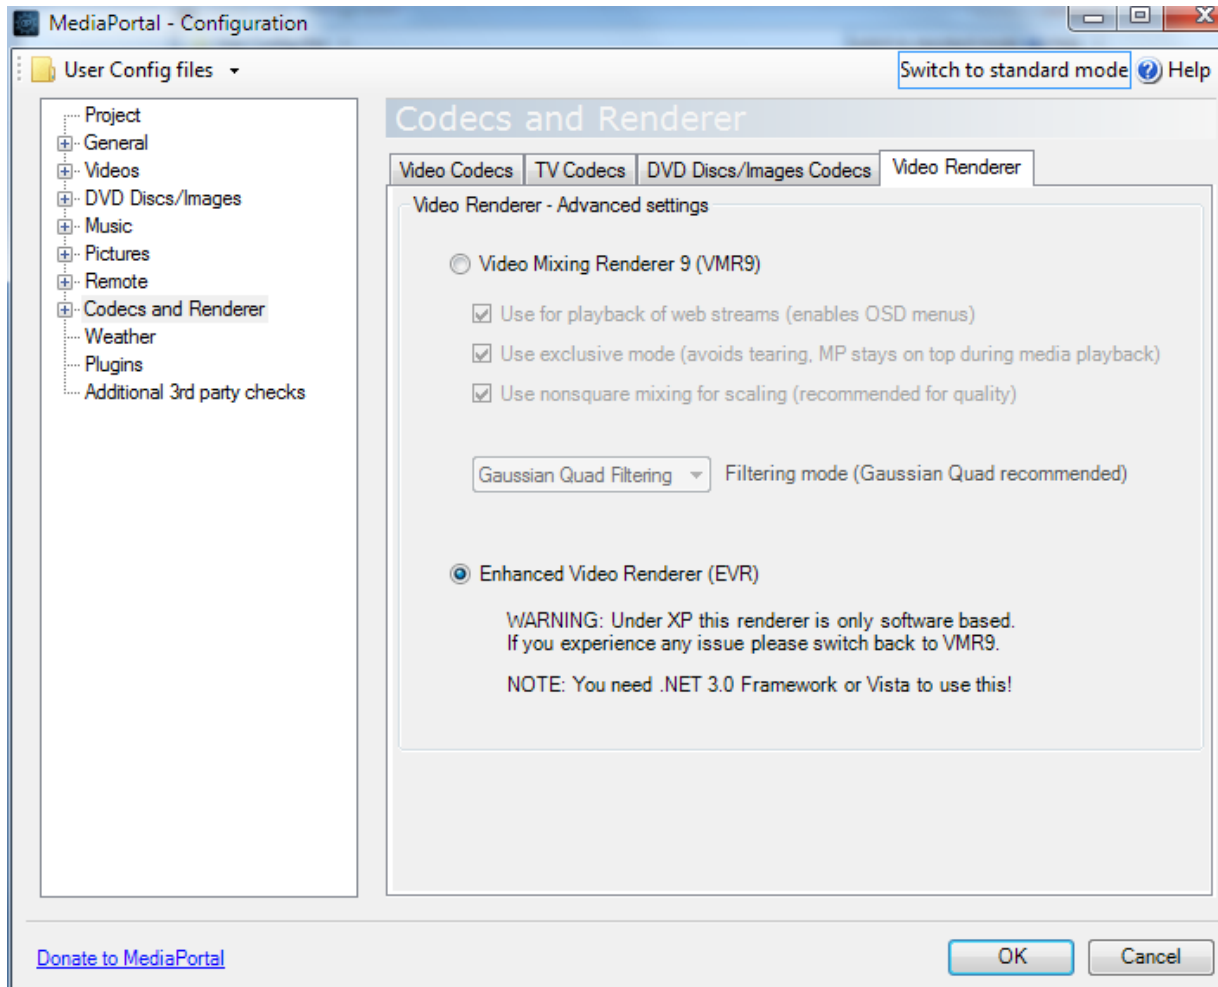 MediaPortal - Configuration
User Config files
Switch to standard mode
Help
Project
General
Videos
DVD Discs/Images
Music
Pictures
Remote
Codecs and Renderer
Weather
Plugins
Additional 3rd party checks
Codecs and Renderer
Video Codecs
TV Codecs
DVD Discs/Images Codecs
Video Renderer
Video Renderer - Advanced settings
Video Mixing Renderer 9 (VMR9)
Use for playback of web streams (enables OSD menus)
Use exclusive mode (avoids tearing, MP stays on top during media playback)
Use nonsquare mixing for scaling (recommended for quality)
Gaussian Quad Filtering
Filtering mode (Gaussian Quad recommended)
Enhanced Video Renderer (EVR)
WARNING: Under XP this renderer is only software based.
If you experience any issue please switch back to VMR9.
NOTE: You need .NET 3.0 Framework or Vista to use this!
Donate to MediaPortal
OK
Cancel